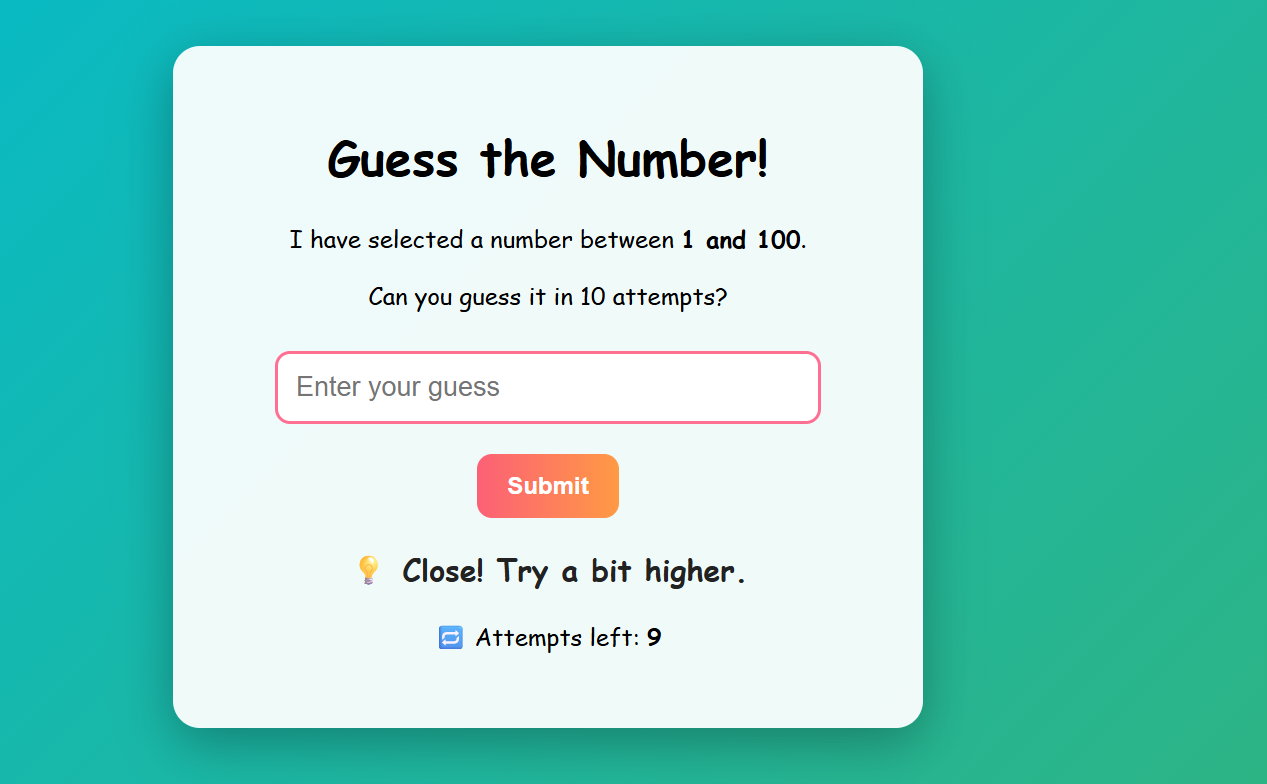 Guess the Number!
I have selected a number between 1 and 100.
Can you guess it in 10 attempts?
Enter your guess
Submit
💡 Close! Try a bit higher.
🔁 Attempts left: 9